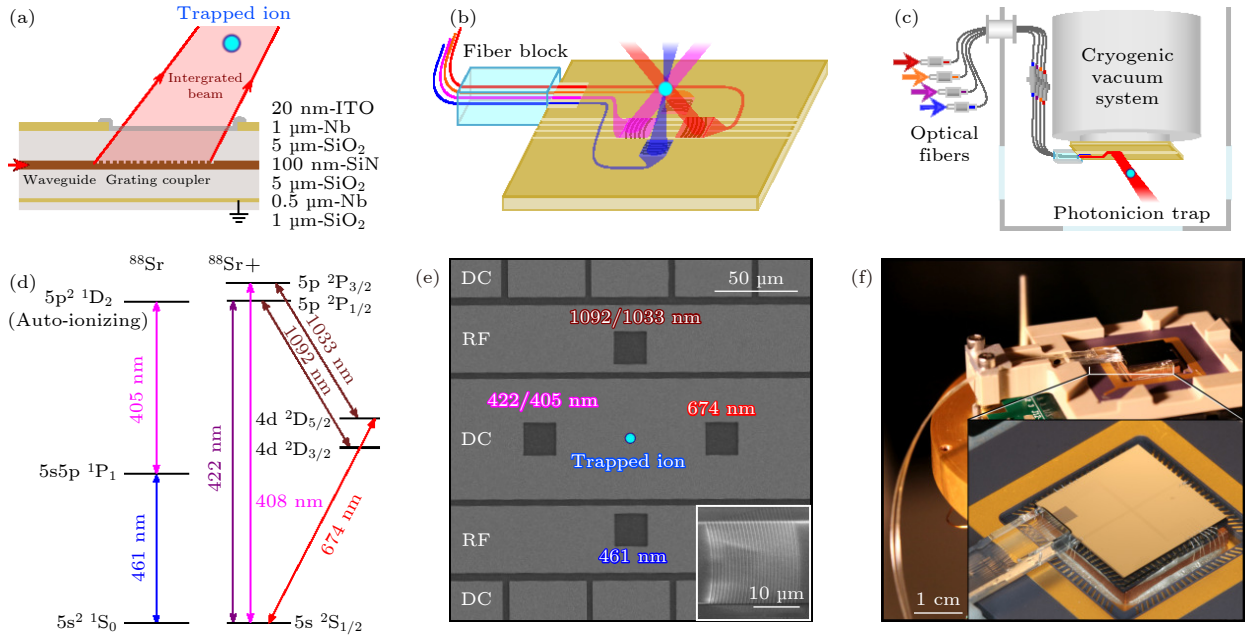 (a)
Trapped ion
Intergrated
beam
20 nm-ITO
1 μm-Nb
5 μm-SiO₂
100 nm-SiN
Waveguide Grating coupler
5 μm-SiO₂
0.5 μm-Nb
1 μm-SiO₂
(b)
Fiber block
(c)
Cryogenic
vacuum
system
Optical
fibers
Photonicion trap
(d)
⁸⁸Sr
⁸⁸Sr+
5p² ¹D₂
(Auto-ionizing)
5p ²P₃/₂
5p ²P₁/₂
1033 nm
1092 nm
405 nm
4d ²D₅/₂
4d ²D₃/₂
5s5p ¹P₁
422 nm
408 nm
674 nm
461 nm
5s² ¹S₀
5s ²S₁/₂
(e)
DC
50 μm
1092/1033 nm
RF
422/405 nm
674 nm
DC
Trapped ion
RF
461 nm
DC
10 μm
(f)
1 cm